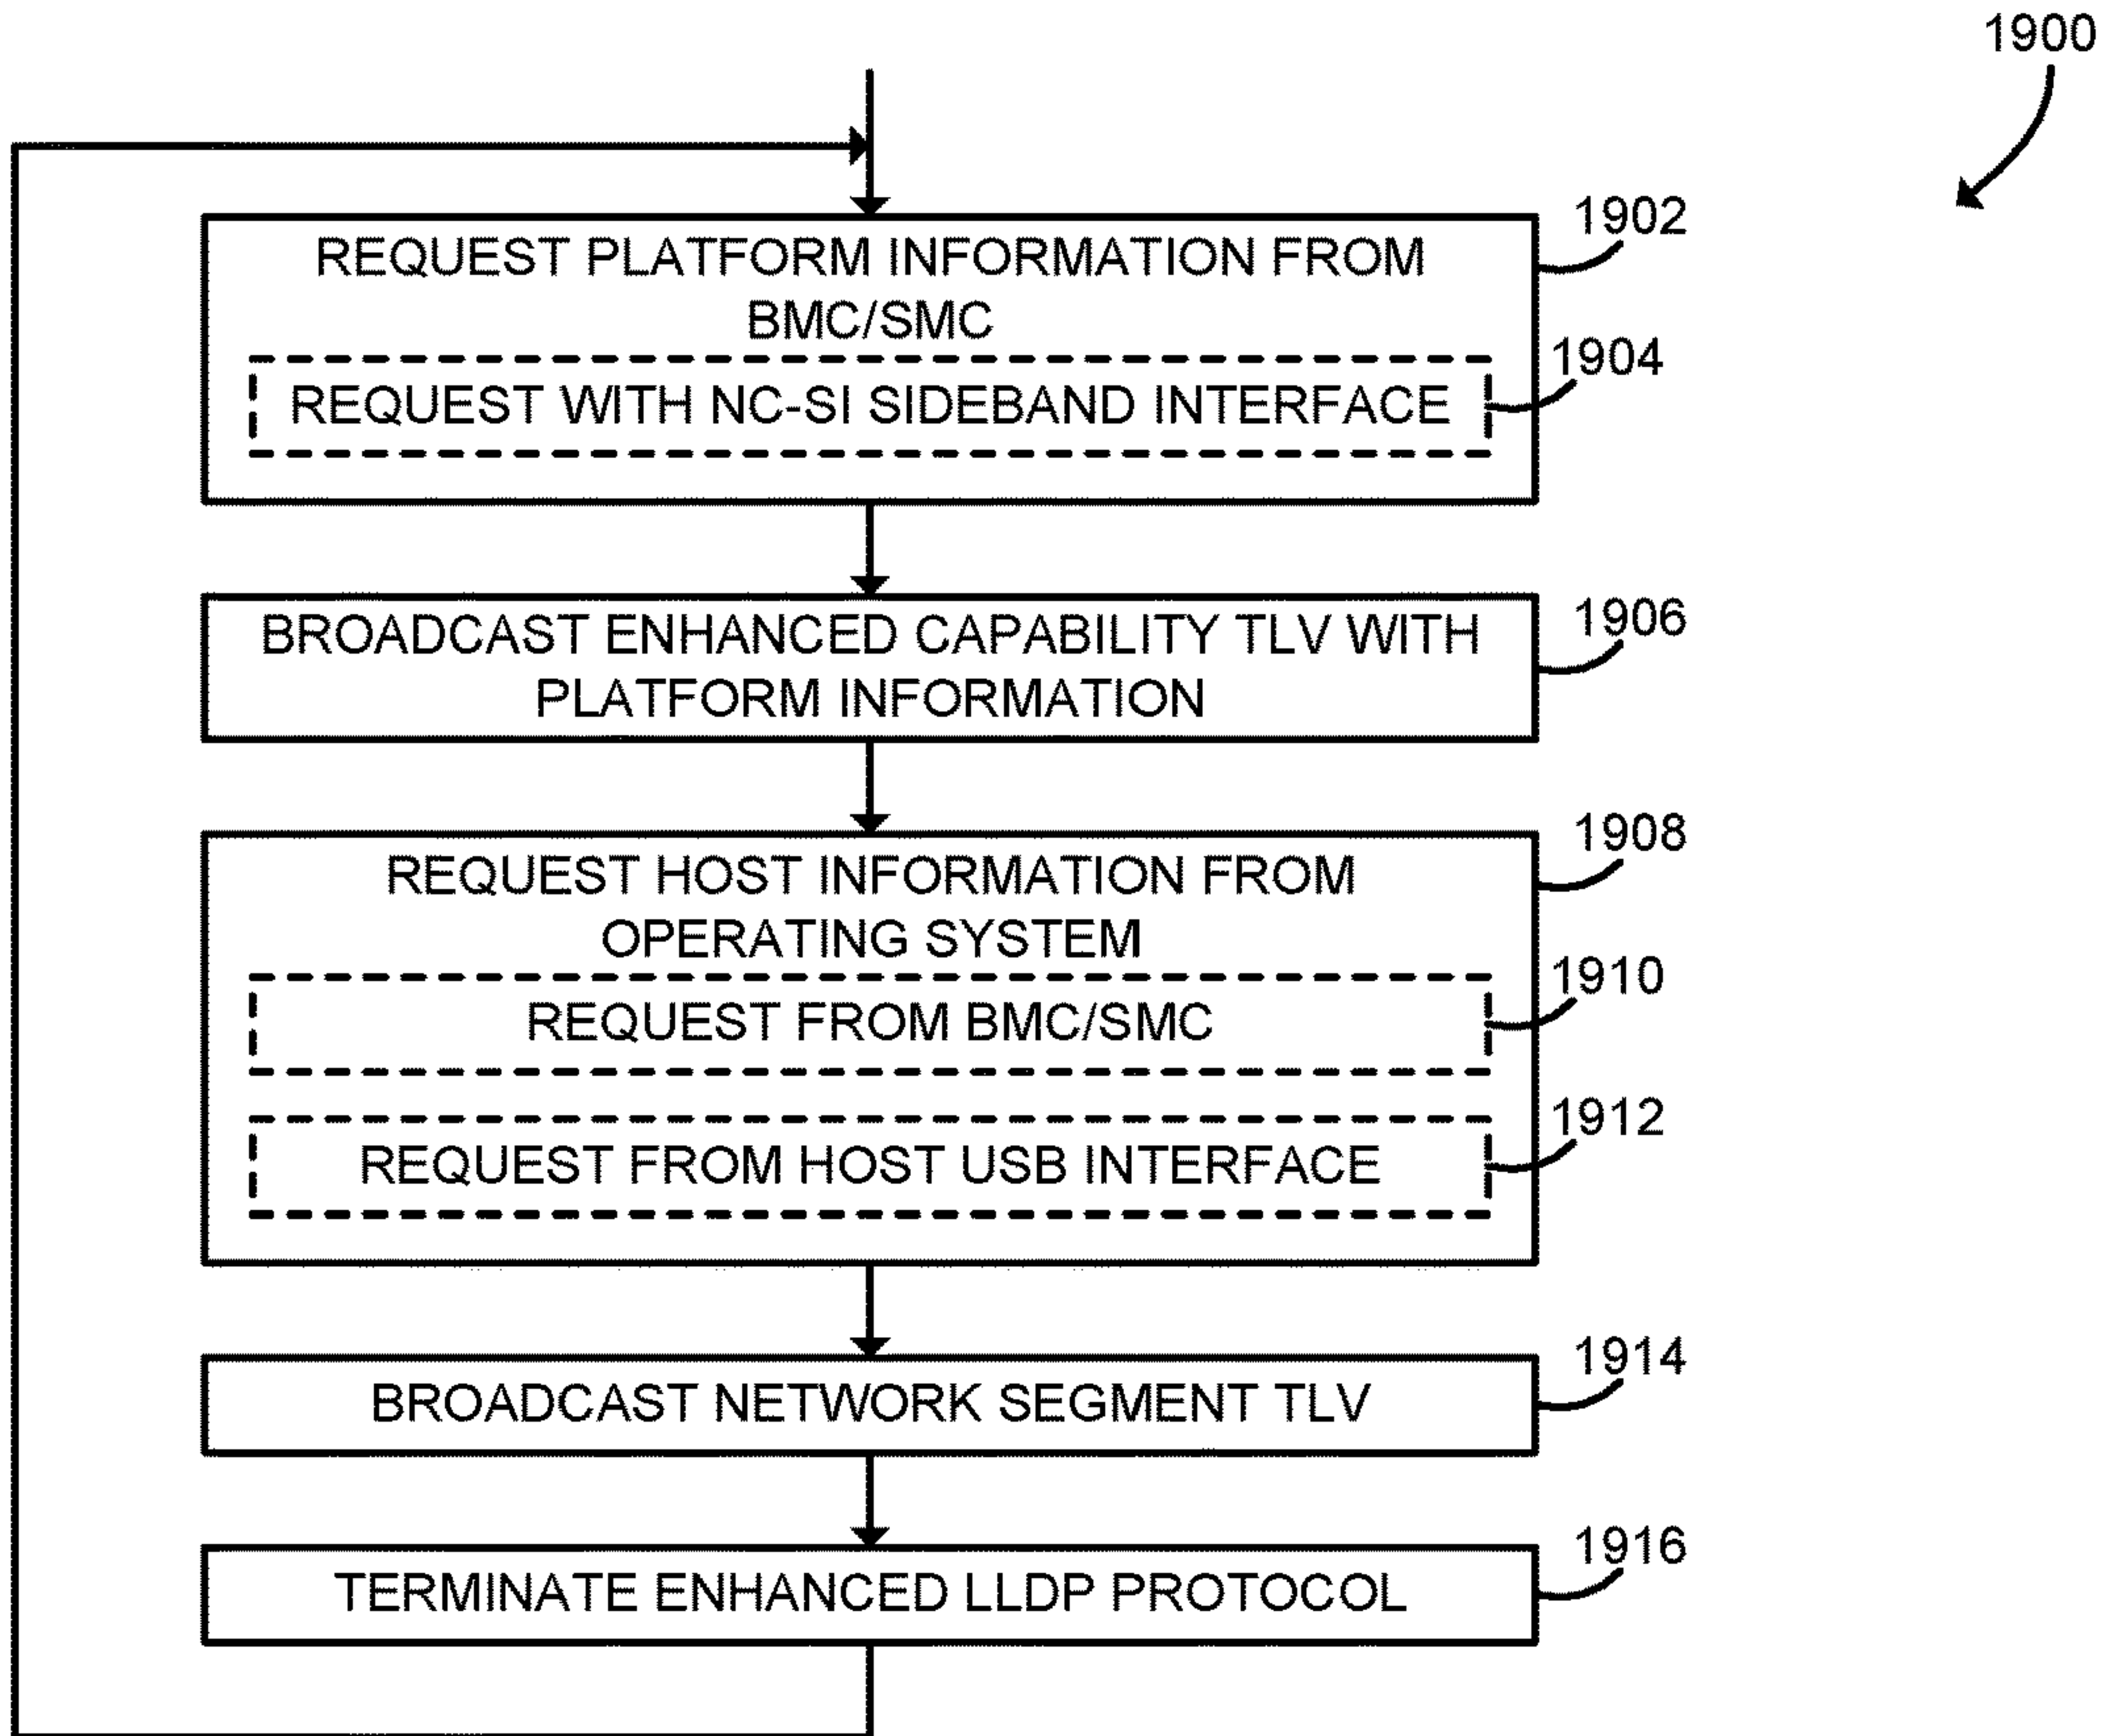 1900
1902
REQUEST PLATFORM INFORMATION FROM
BMC/SMC
1904
REQUEST WITH NC-SI SIDEBAND INTERFACE
1906
BROADCAST ENHANCED CAPABILITY TLV WITH
PLATFORM INFORMATION
1908
REQUEST HOST INFORMATION FROM
OPERATING SYSTEM
1910
REQUEST FROM BMC/SMC
1912
REQUEST FROM HOST USB INTERFACE
1914
BROADCAST NETWORK SEGMENT TLV
1916
TERMINATE ENHANCED LLDP PROTOCOL